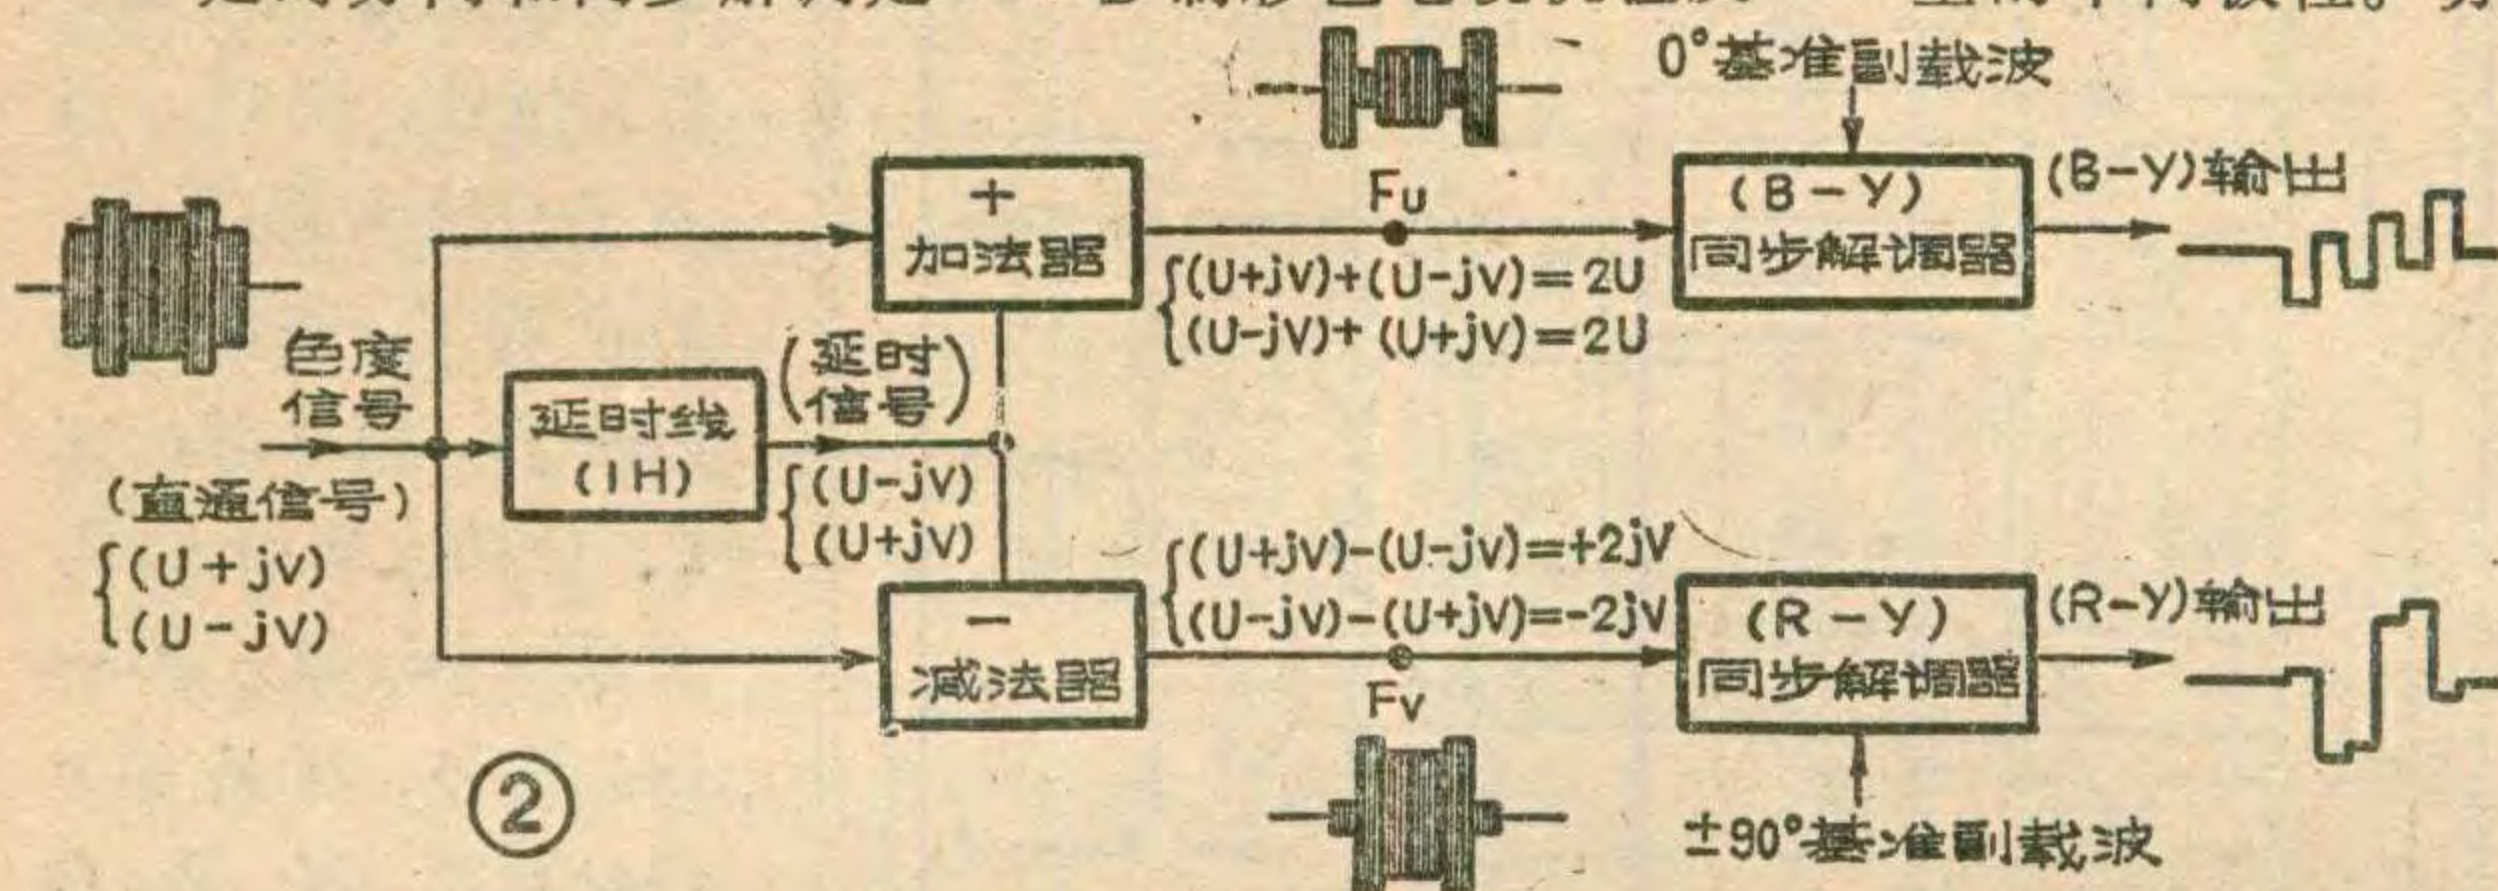 0°基准副载波
(B-Y)输出
+
加法器
Fu
(B-Y)
同步解调器
{(U+jV)+(U-jV)=2U
(U-jV)+(U+jV)=2U
色度
信号
(延时
信号)
延时线
(1H)
(直通信号)
{(U+jV)
(U-jV)
{(U-jV)
(U+jV)
{(U+jV)-(U-jV)=+2jV
(U-jV)-(U+jV)=-2jV
-
减法器
Fv
(R-Y)
同步解调器
(R-Y)输出
②
±90°基准副载波